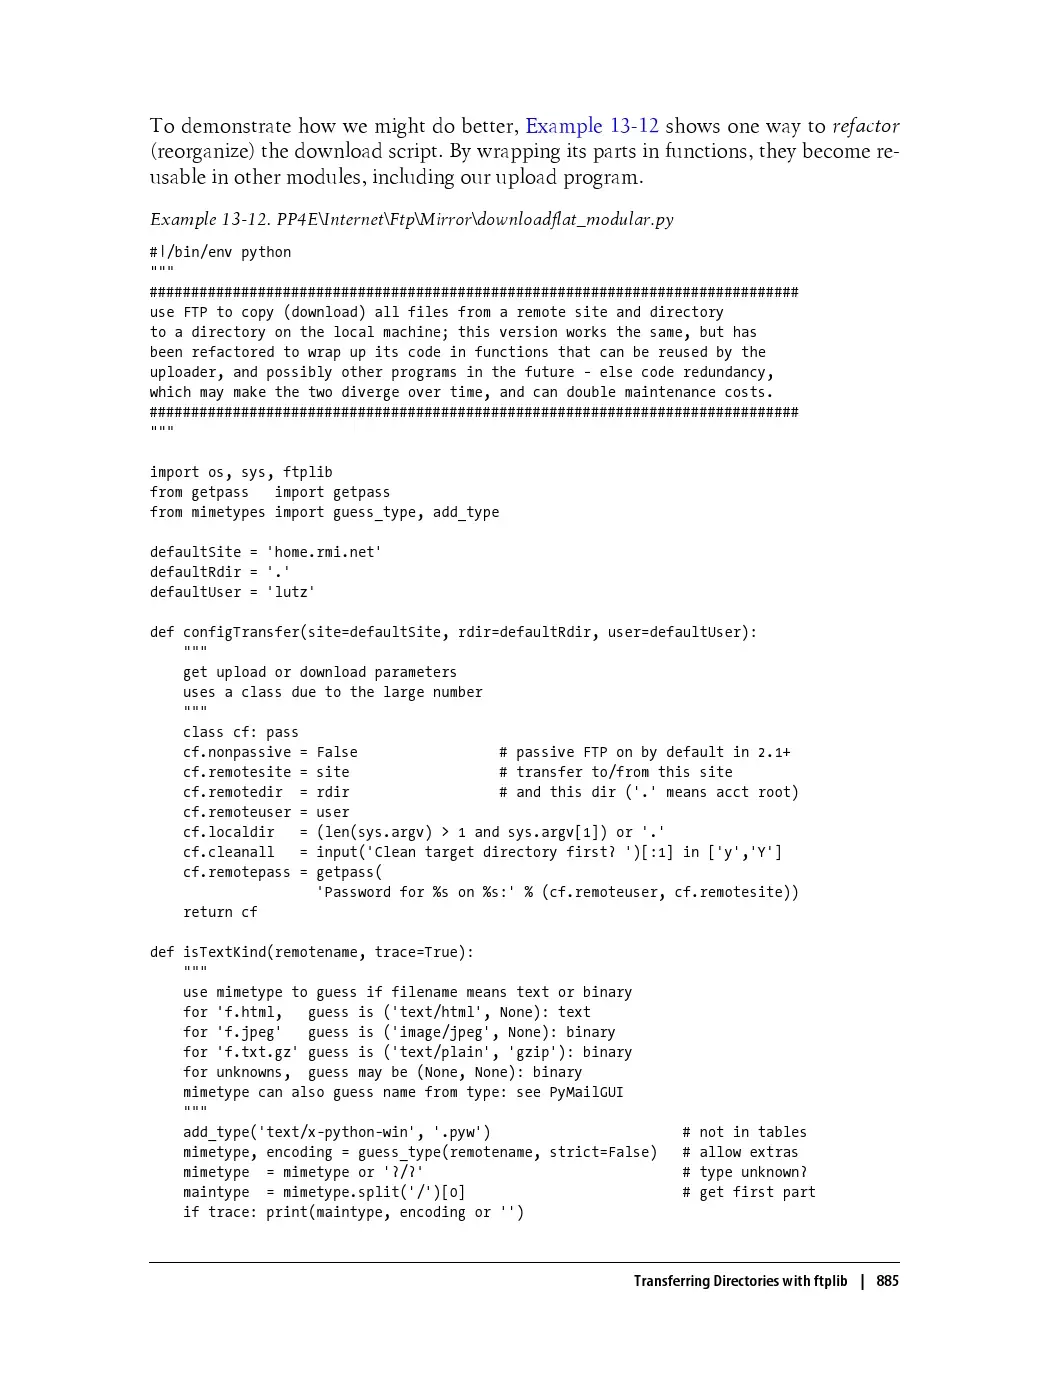 To demonstrate how we might do better, Example 13-12 shows one way to refactor
(reorganize) the download script. By wrapping its parts in functions, they become re-
usable in other modules, including our upload program.
Example 13-12. PP4E\Internet\Ftp\Mirror\downloadflat_modular.py
#!/bin/env python
"""
##############################################################################
use FTP to copy (download) all files from a remote site and directory
to a directory on the local machine; this version works the same, but has
been refactored to wrap up its code in functions that can be reused by the
uploader, and possibly other programs in the future - else code redundancy,
which may make the two diverge over time, and can double maintenance costs.
##############################################################################
"""
import os, sys, ftplib
from getpass   import getpass
from mimetypes import guess_type, add_type
defaultSite = 'home.rmi.net'
defaultRdir = '.'
defaultUser = 'lutz'
def configTransfer(site=defaultSite, rdir=defaultRdir, user=defaultUser):
    """
    get upload or download parameters
    uses a class due to the large number
    """
    class cf: pass
    cf.nonpassive = False                 # passive FTP on by default in 2.1+
    cf.remotesite = site                  # transfer to/from this site
    cf.remotedir  = rdir                  # and this dir ('.' means acct root)
    cf.remoteuser = user
    cf.localdir   = (len(sys.argv) > 1 and sys.argv[1]) or '.'
    cf.cleanall   = input('Clean target directory first? ')[:1] in ['y','Y']
    cf.remotepass = getpass(
                    'Password for %s on %s:' % (cf.remoteuser, cf.remotesite))
    return cf
def isTextKind(remotename, trace=True):
    """
    use mimetype to guess if filename means text or binary
    for 'f.html,   guess is ('text/html', None): text
    for 'f.jpeg'   guess is ('image/jpeg', None): binary
    for 'f.txt.gz' guess is ('text/plain', 'gzip'): binary
    for unknowns,  guess may be (None, None): binary
    mimetype can also guess name from type: see PyMailGUI
    """
    add_type('text/x-python-win', '.pyw')                       # not in tables
    mimetype, encoding = guess_type(remotename, strict=False)   # allow extras
    mimetype  = mimetype or '?/?'                               # type unknown?
    maintype  = mimetype.split('/')[0]                          # get first part
    if trace: print(maintype, encoding or '')
Transferring Directories with ftplib | 885